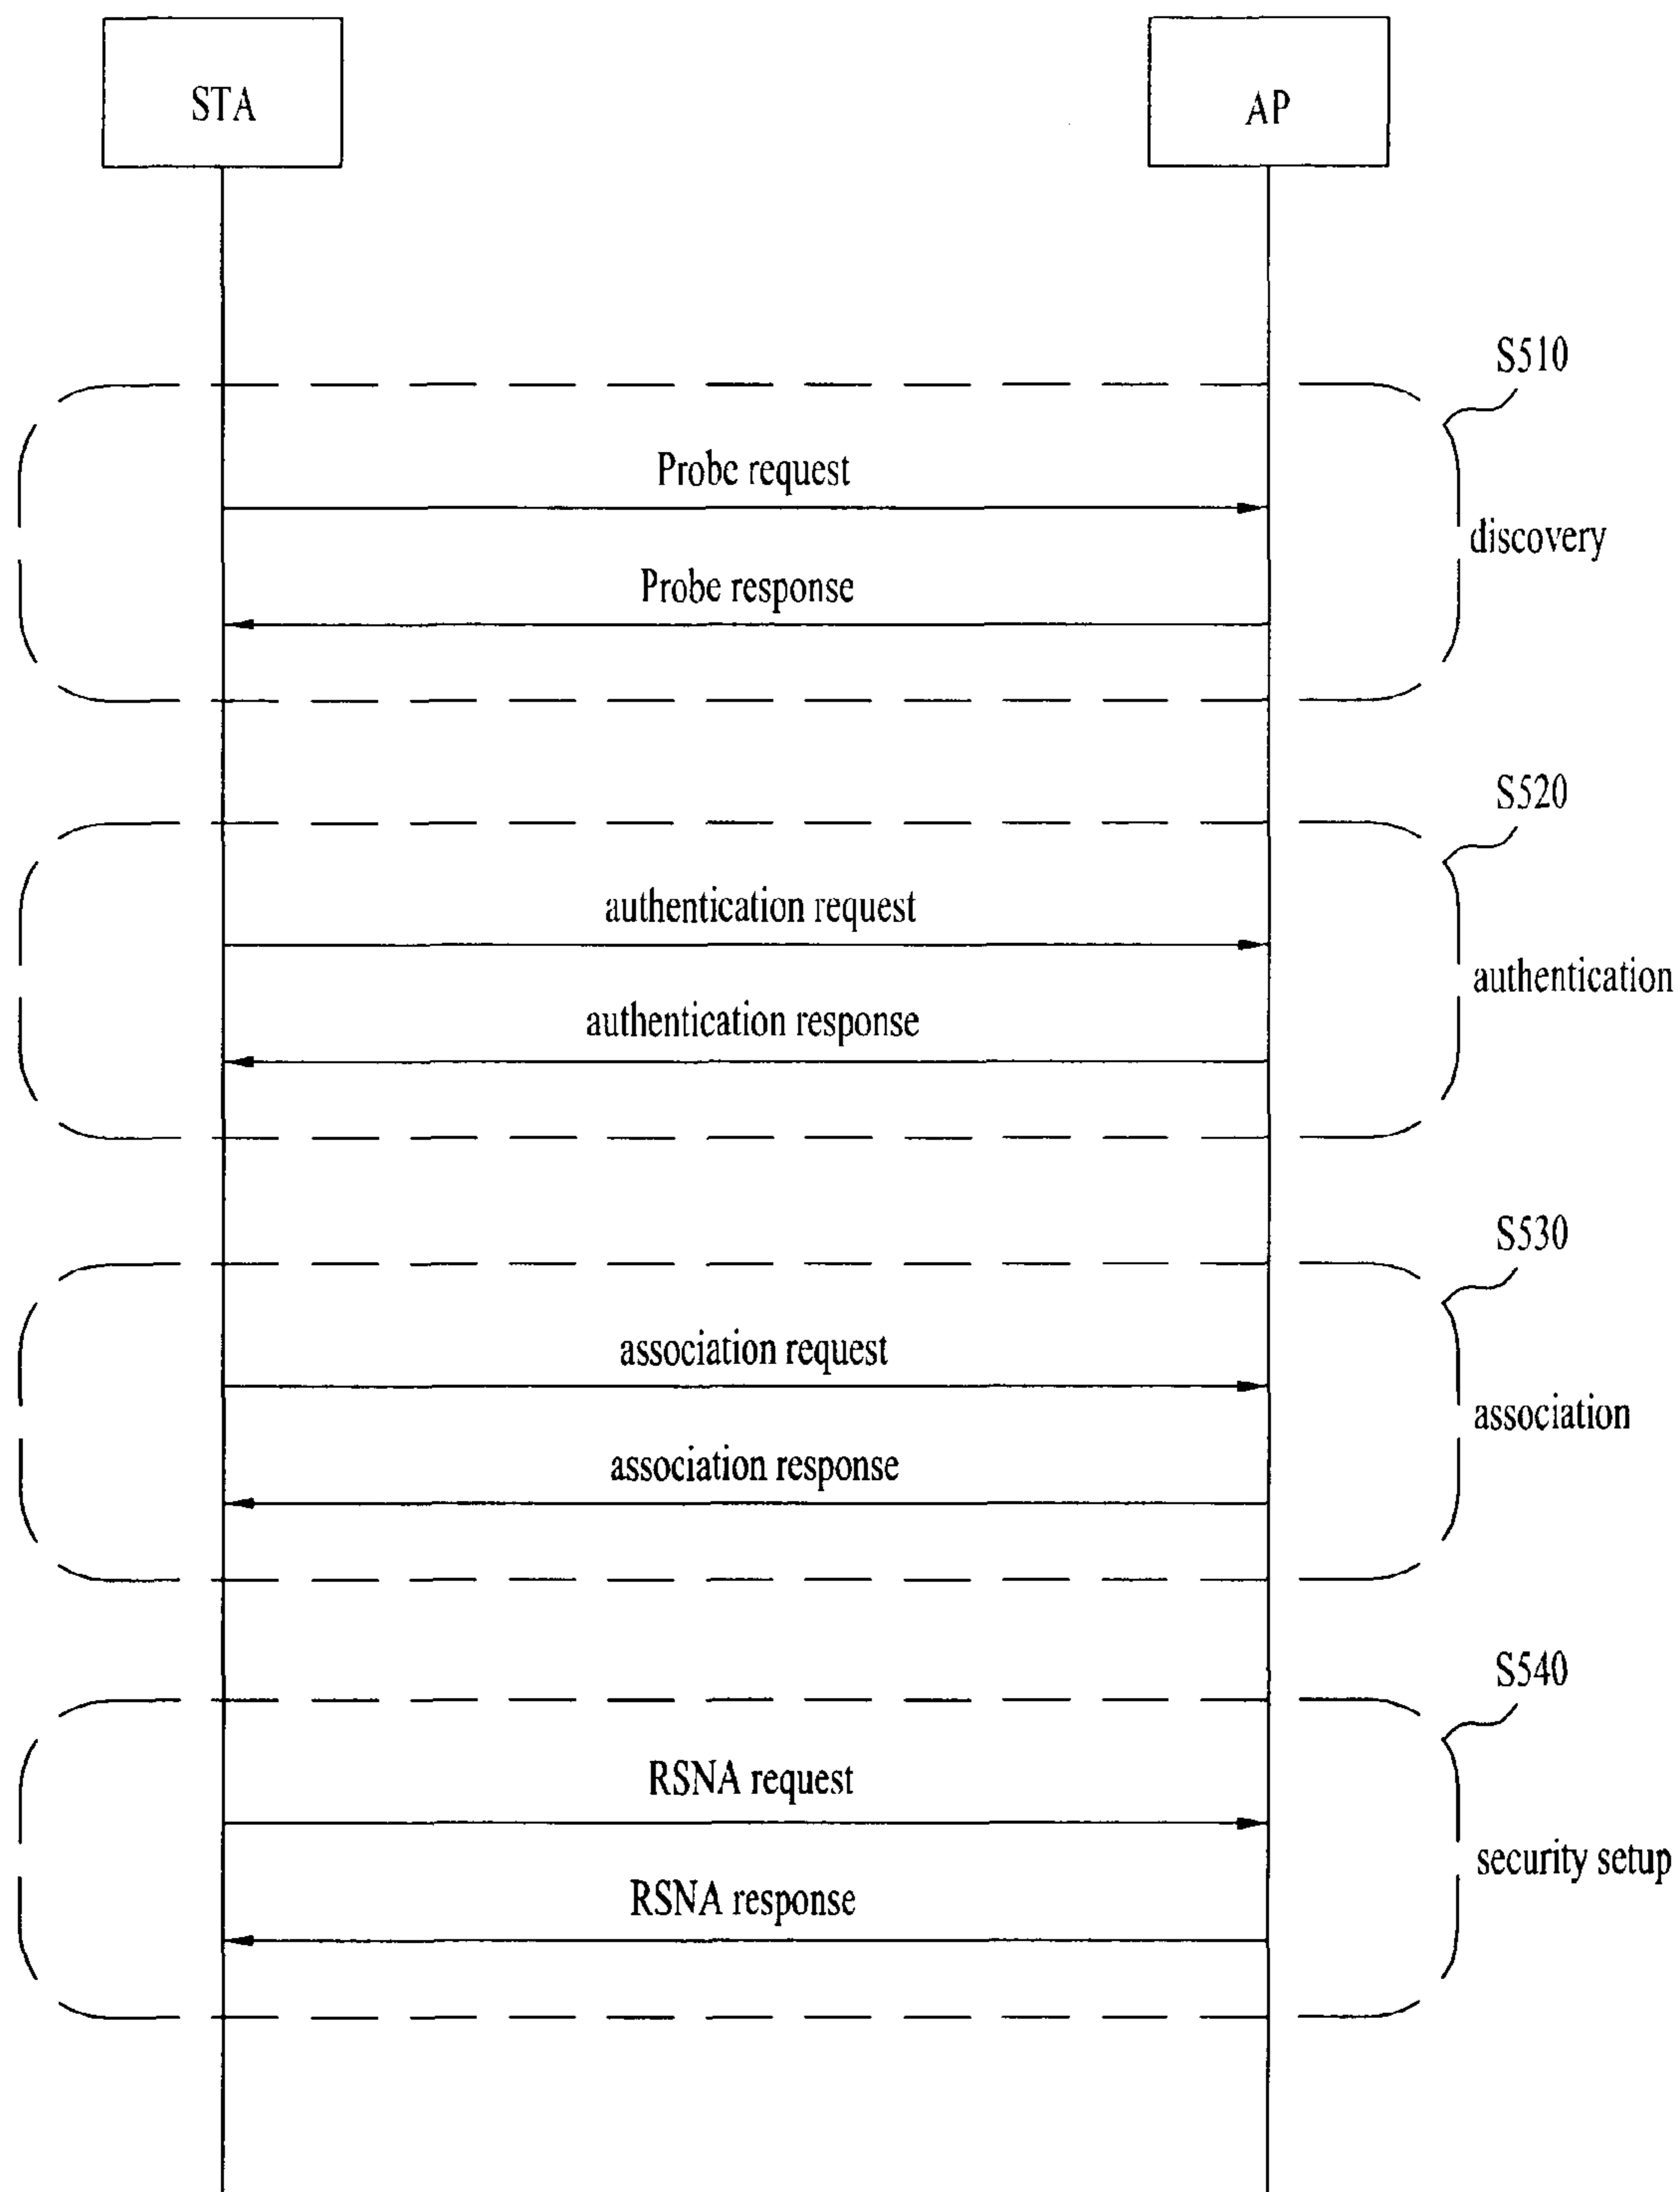 STA
AP
S510
Probe request
discovery
Probe response
S520
authentication request
authentication
authentication response
S530
association request
association
association response
S540
RSNA request
security setup
RSNA response